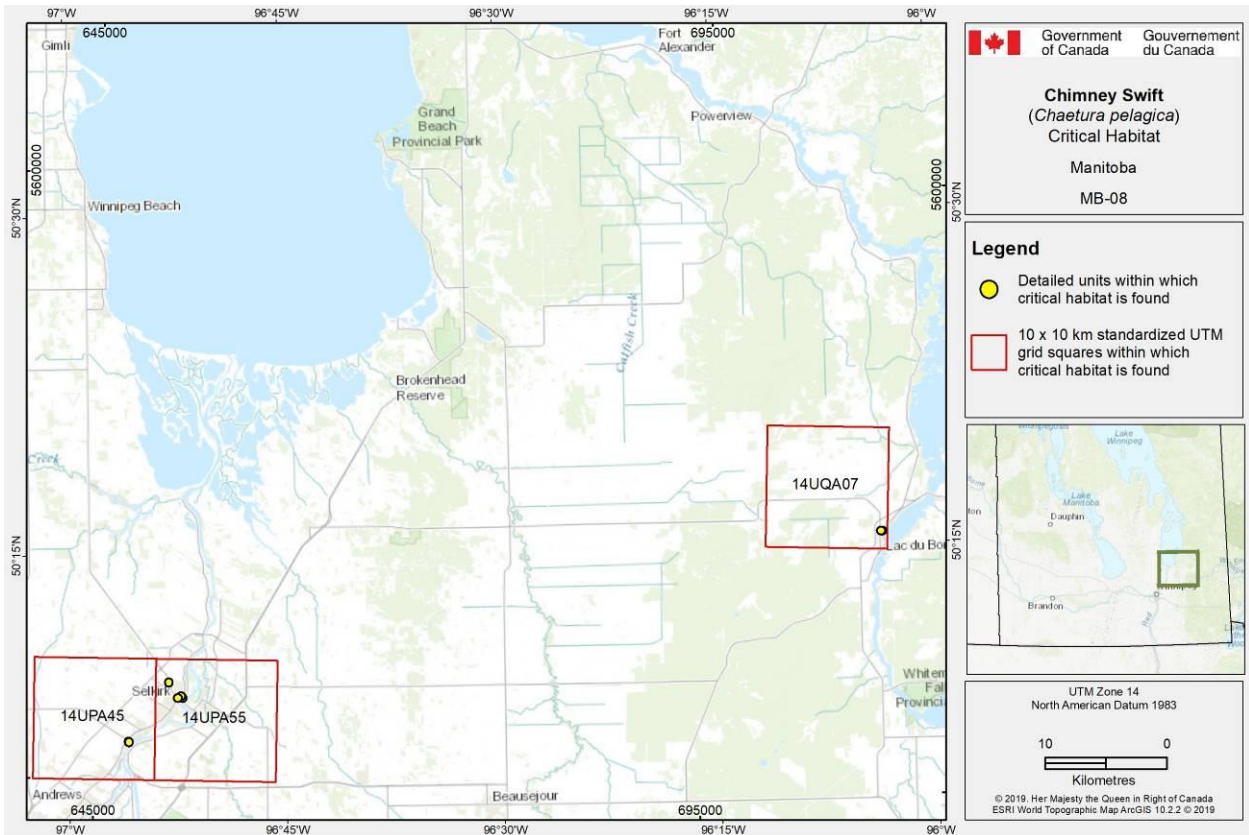 97°W
96°45'W
96°30'W
96°15'W
96°W
645000
695000
Gimli
Fort
Alexander
Grand
Beach
Provincial Park
Powerview
5600000
5600000
50°30'N
50°30'N
Winnipeg Beach
Catfish Creek
Brokenhead
Reserve
Creek
14UQA07
Lac du Bon
50°15'N
50°15'N
Selkirk
14UPA45
14UPA55
Whitem
Fal
Provincia
Andrews
Beausejour
645000
695000
97°W
96°45'W
96°30'W
96°15'W
96°W
Government
of Canada
Gouvernement
du Canada
Chimney Swift
(Chaetura pelagica)
Critical Habitat
Manitoba
MB-08
Legend
Detailed units within which
critical habitat is found
10 x 10 km standardized UTM
grid squares within which
critical habitat is found
Lake
Winnipeg
Lake
Manitoba
Dauphin
Brandon
Winnipeg
Red
UTM Zone 14
North American Datum 1983
10
0
Kilometres
© 2019. Her Majesty the Queen in Right of Canada
ESRI World Topographic Map ArcGIS 10.2.2 © 2019